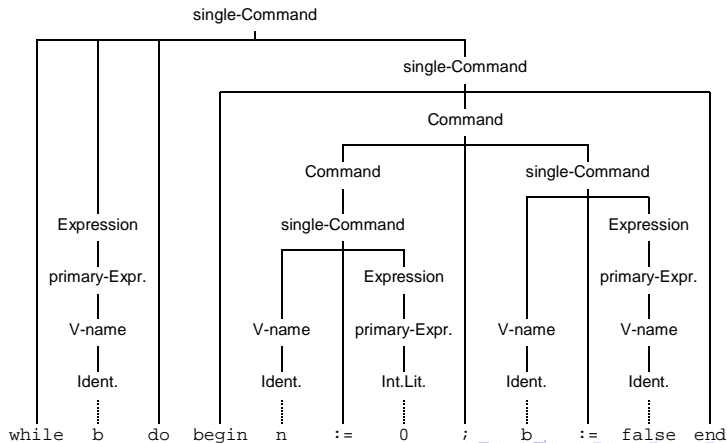 single-Command
single-Command
Command
Command single-Command
Expression single-Command Expression
primary-Expr. Expression primary-Expr.
V-name V-name primary-Expr. V-name V-name
Ident. Ident. Int.Lit. Ident. Ident.
while b do begin n := 0 ; b := false end